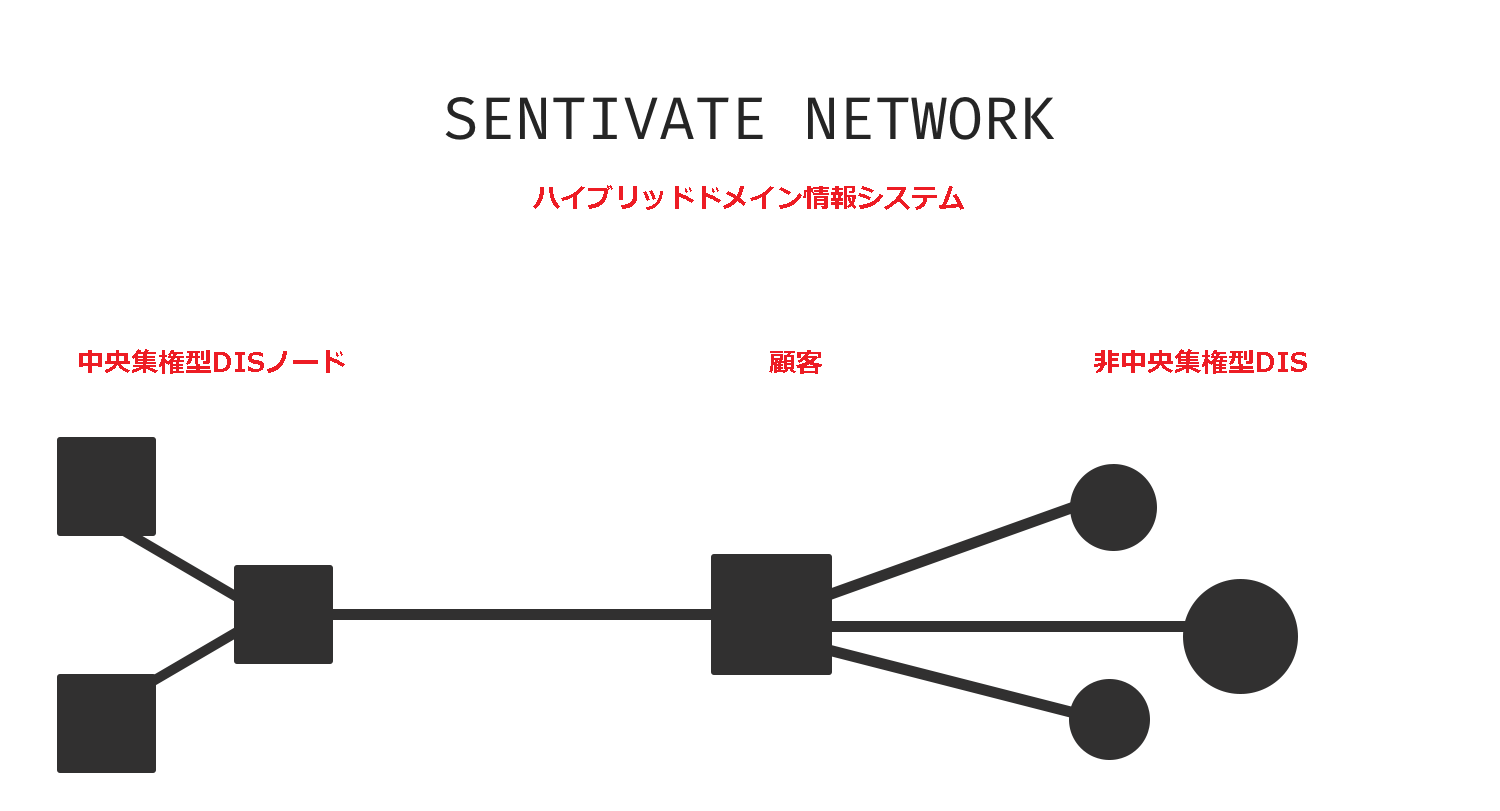 SENTIVATE NETWORK
ハイブリッドドメイン情報システム
中央集権型DISノード
顧客
非中央集権型DIS